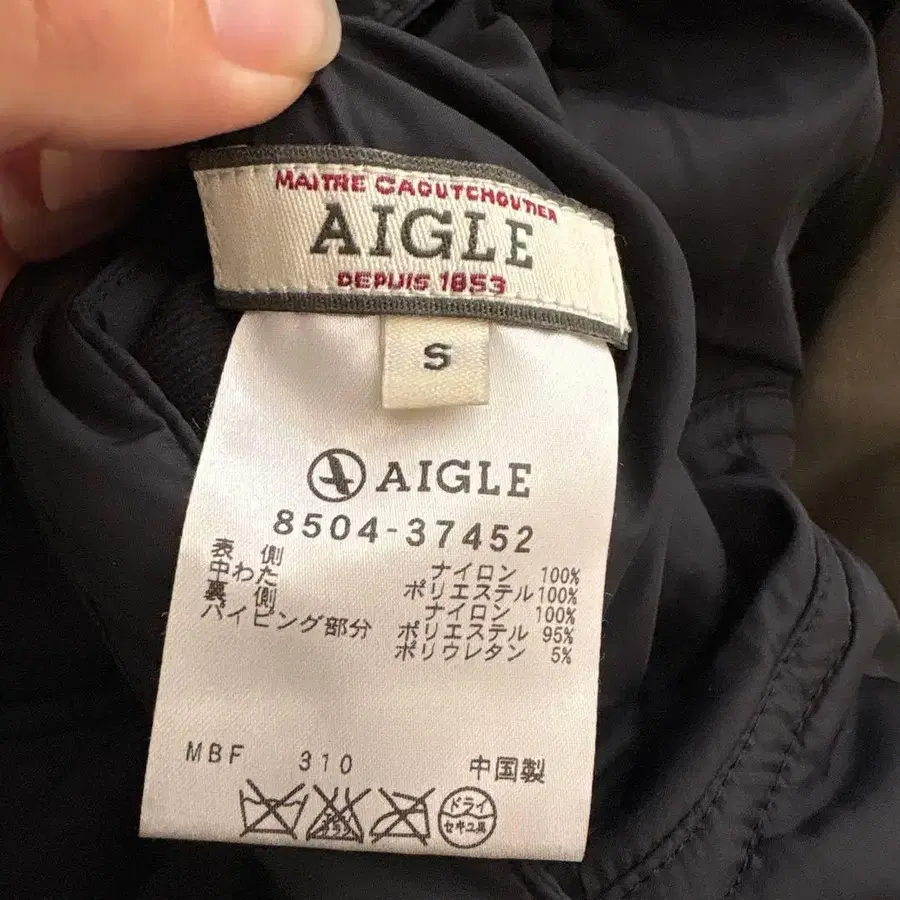 MAITRE CAOUTCHOUTIER
AIGLE
DEPUIS 1853
S
AIGLE
8504-37452
表 側 ナイロン 100%
中わた ポリエステル 100%
裏 側 ナイロン 100%
パイピング部分 ポリエステル 95%
ポリウレタン 5%
MBF 310 中国製
ドライ
セキユ系